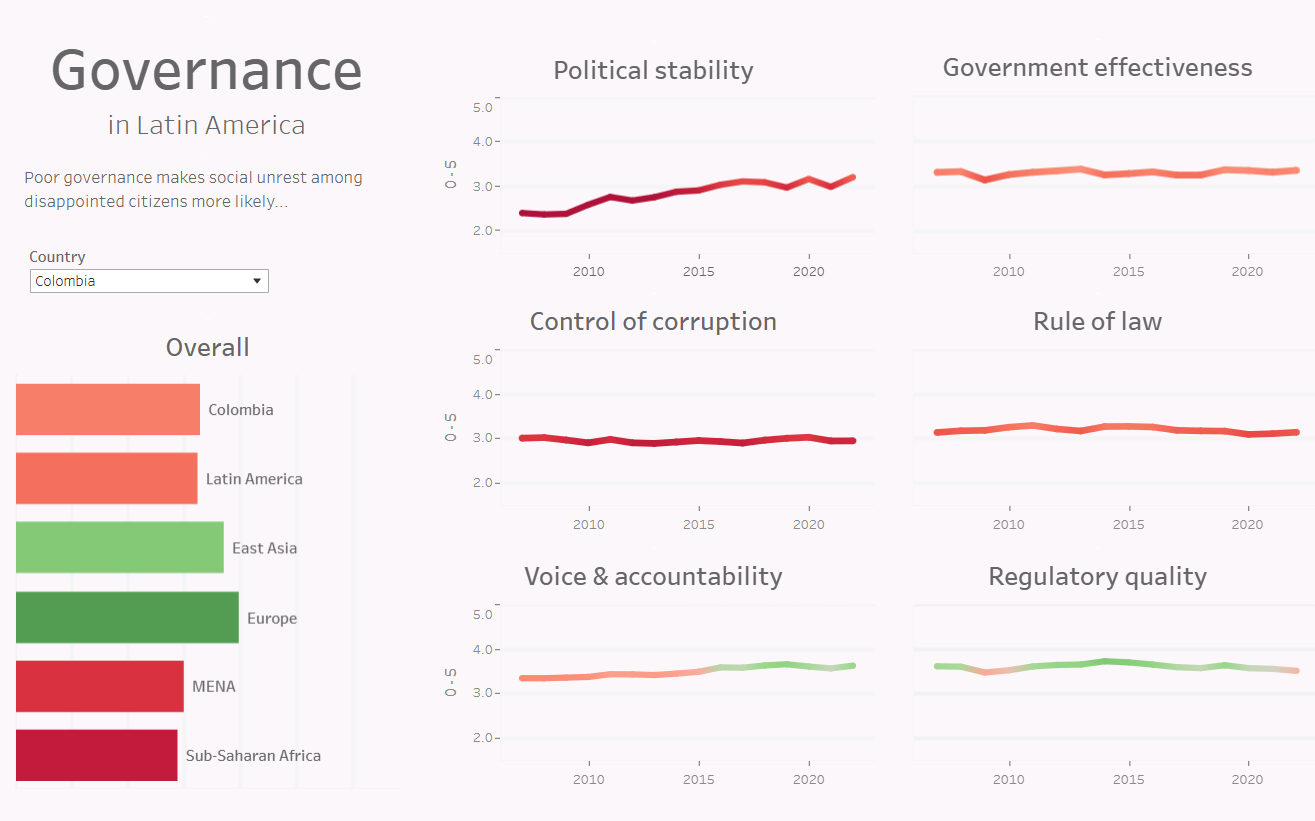 Governance
in Latin America
Poor governance makes social unrest among
disappointed citizens more likely...
Country
Colombia
Overall
Colombia
Latin America
East Asia
Europe
MENA
Sub-Saharan Africa
Political stability
5.0
4.0
3.0
2.0
0 - 5
2010 2015 2020
Government effectiveness
2010 2015 2020
Control of corruption
5.0
4.0
3.0
2.0
0 - 5
2010 2015 2020
Rule of law
2010 2015 2020
Voice & accountability
5.0
4.0
3.0
2.0
0 - 5
2010 2015 2020
Regulatory quality
2010 2015 2020